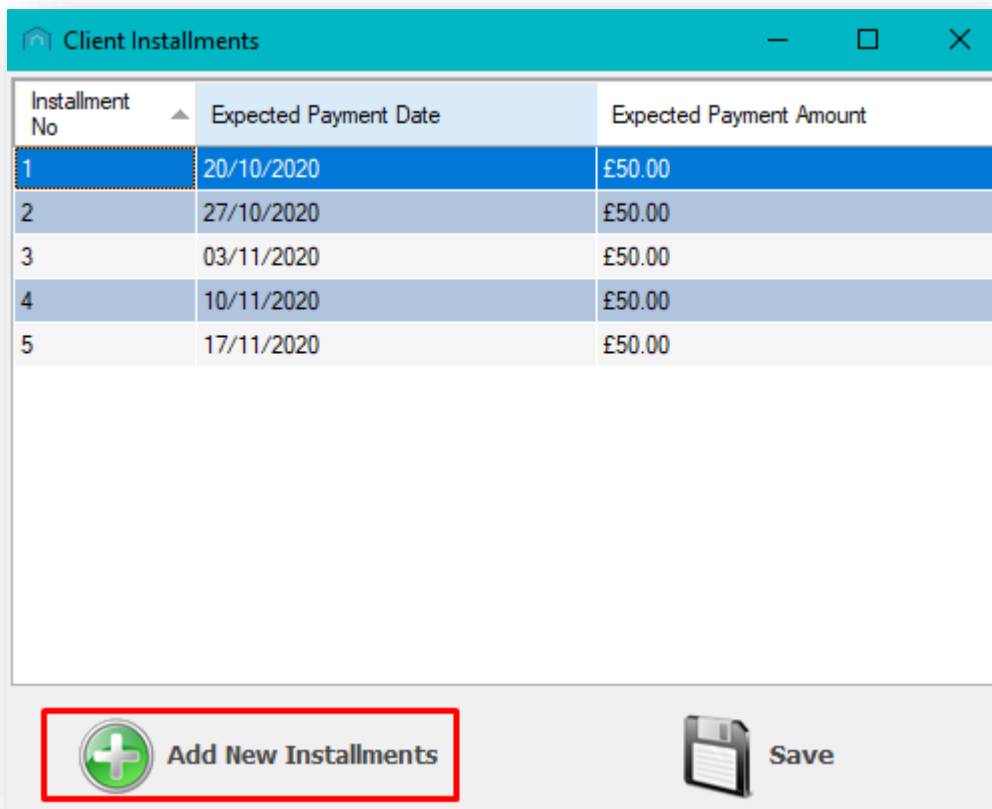 Client Installments
Installment No Expected Payment Date Expected Payment Amount
1 20/10/2020 £50.00
2 27/10/2020 £50.00
3 03/11/2020 £50.00
4 10/11/2020 £50.00
5 17/11/2020 £50.00
Add New Installments Save